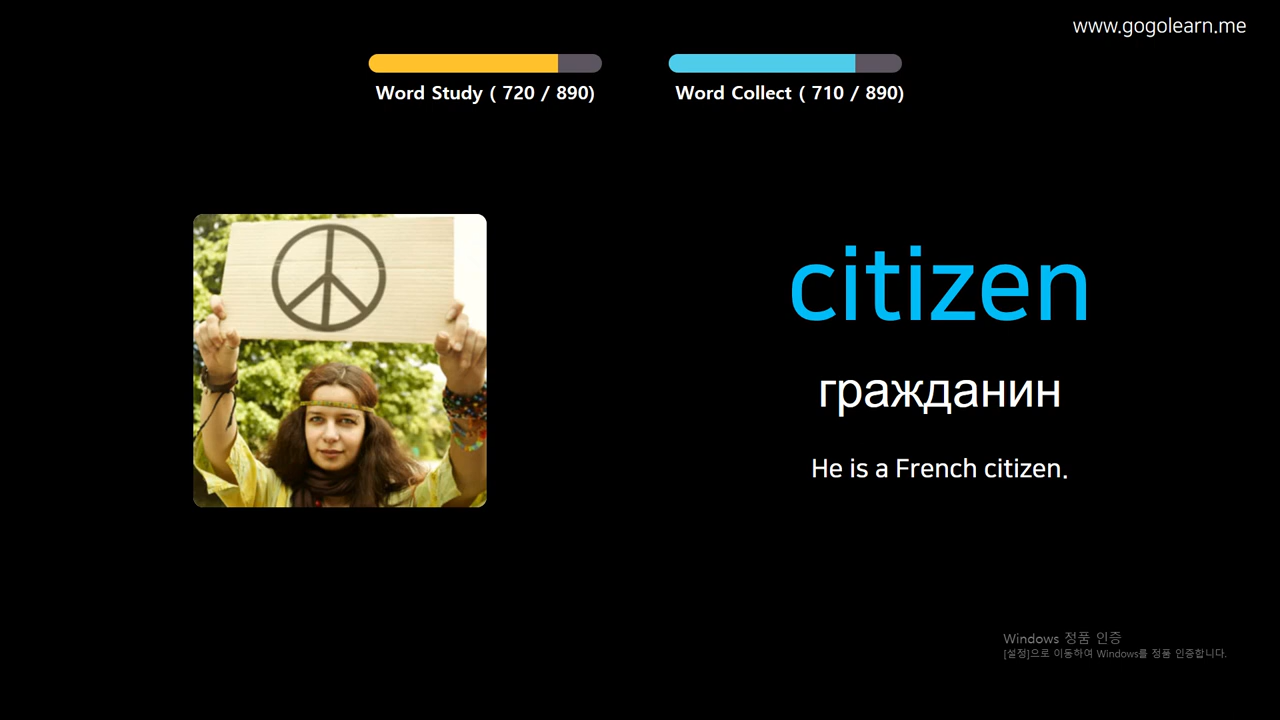 www.gogolearn.me
Word Study ( 720 / 890)
Word Collect ( 710 / 890)
citizen
гражданин
He is a French citizen.
Windows 정품 인증
[설정]으로 이동하여 Windows를 정품 인증합니다.